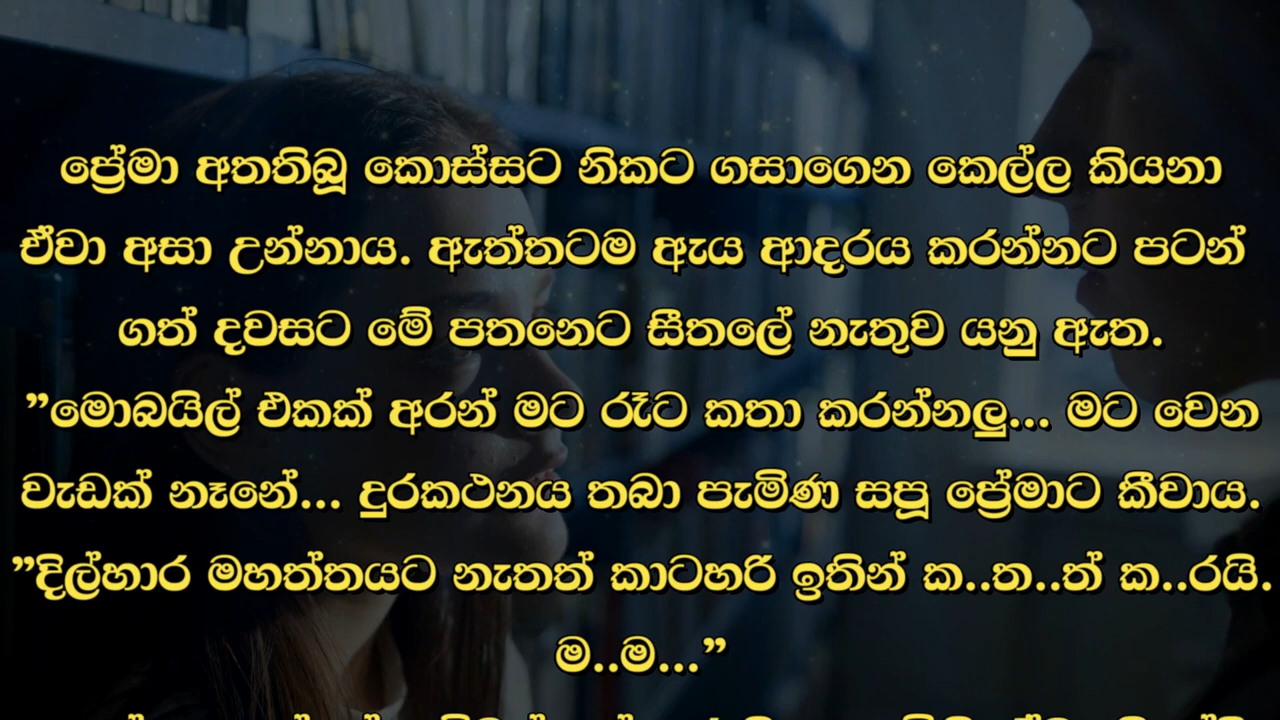 ප්‍රේමා අතතිබූ කොස්සට නිකට ගසාගෙන කෙල්ල කියනා
ඒවා අසා උන්නාය. ඇත්තටම ඇය ආදරය කරන්නට පටන්
ගත් දවසට මේ පතනෙට සීතලේ නැතුව යනු ඇත.
”මොබයිල් එකක් අරන් මට රෑට කතා කරන්නලු... මට වෙන
වැඩක් නෑනේ... දුරකථනය තබා පැමිණ සපූ ප්‍රේමාට කීවාය.
”දිල්හාර මහත්තයට නැතත් කාටහරි ඉතින් ක..ත..ත් ක..රයි.
ම..ම...”